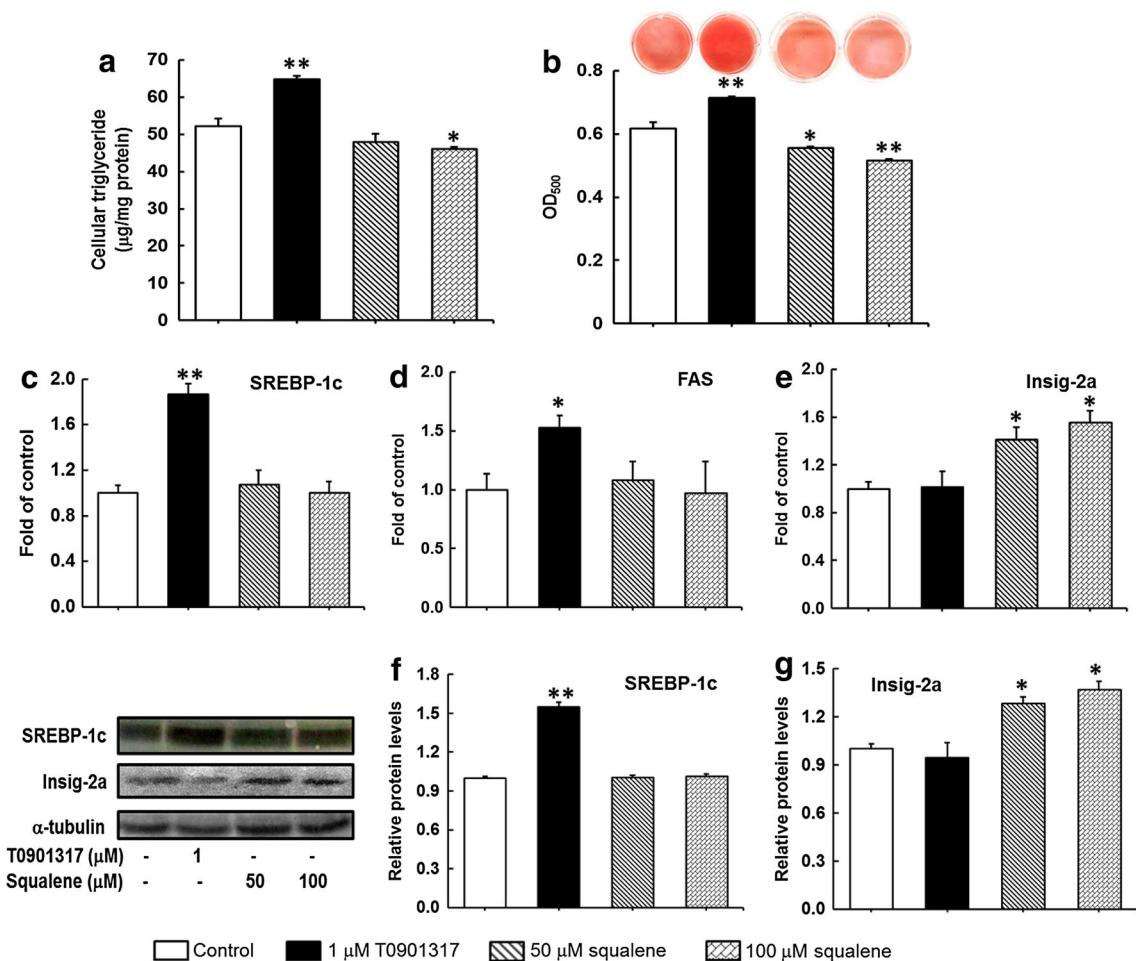 a
Cellular triglyceride
(µg/mg protein)
70
60
50
40
30
20
10
0
**
*
b
OD500
0.8
0.6
0.4
0.2
0
**
*
**
c
SREBP-1c
Fold of control
2.0
1.6
1.2
0.8
0.4
0.0
**
d
FAS
Fold of control
2.0
1.5
1.0
0.5
0.0
*
e
Insig-2a
Fold of control
2.0
1.6
1.2
0.8
0.4
0.0
*
*
SREBP-1c
Insig-2a
α-tubulin
T0901317 (µM) - 1 - -
Squalene (µM) - - 50 100
f
SREBP-1c
Relative protein levels
1.8
1.5
1.2
0.9
0.6
0.3
0.0
**
g
Insig-2a
Relative protein levels
1.5
1.2
0.9
0.6
0.3
0.0
*
*
Control 1 µM T0901317 50 µM squalene 100 µM squalene